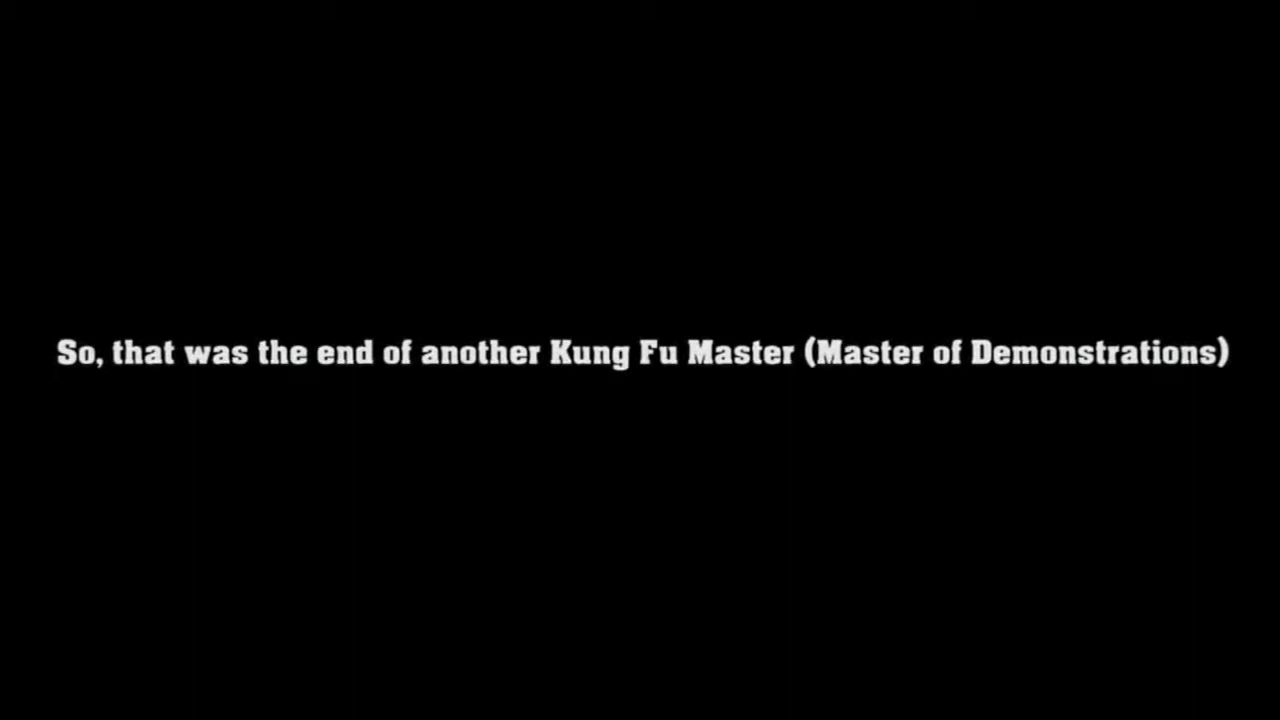 So, that was the end of another Kung Fu Master (Master of Demonstrations)